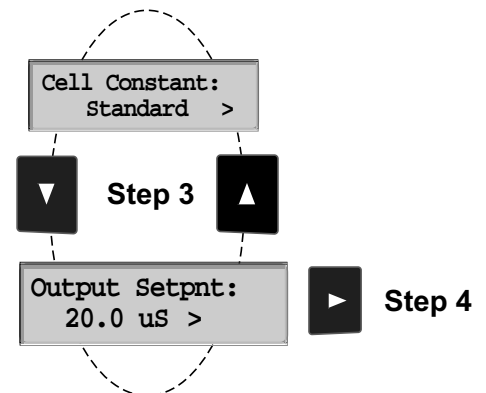 Cell Constant:
Standard >
Step 3
Output Setpnt:
20.0 uS >
Step 4